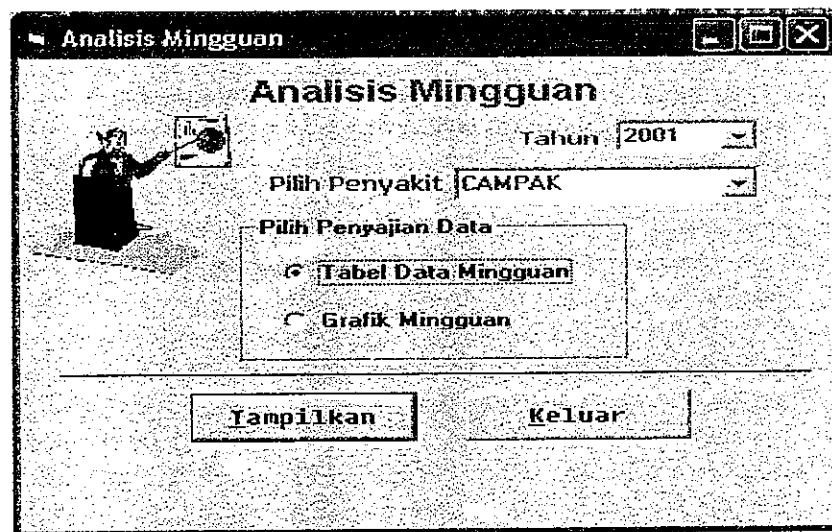 Analisis Mingguan
Analisis Mingguan
Tahun 2001
Pilih Penyakit CAMPAK
Pilih Penyajian Data
Tabel Data Mingguan
Grafik Mingguan
Tampilkan Keluar